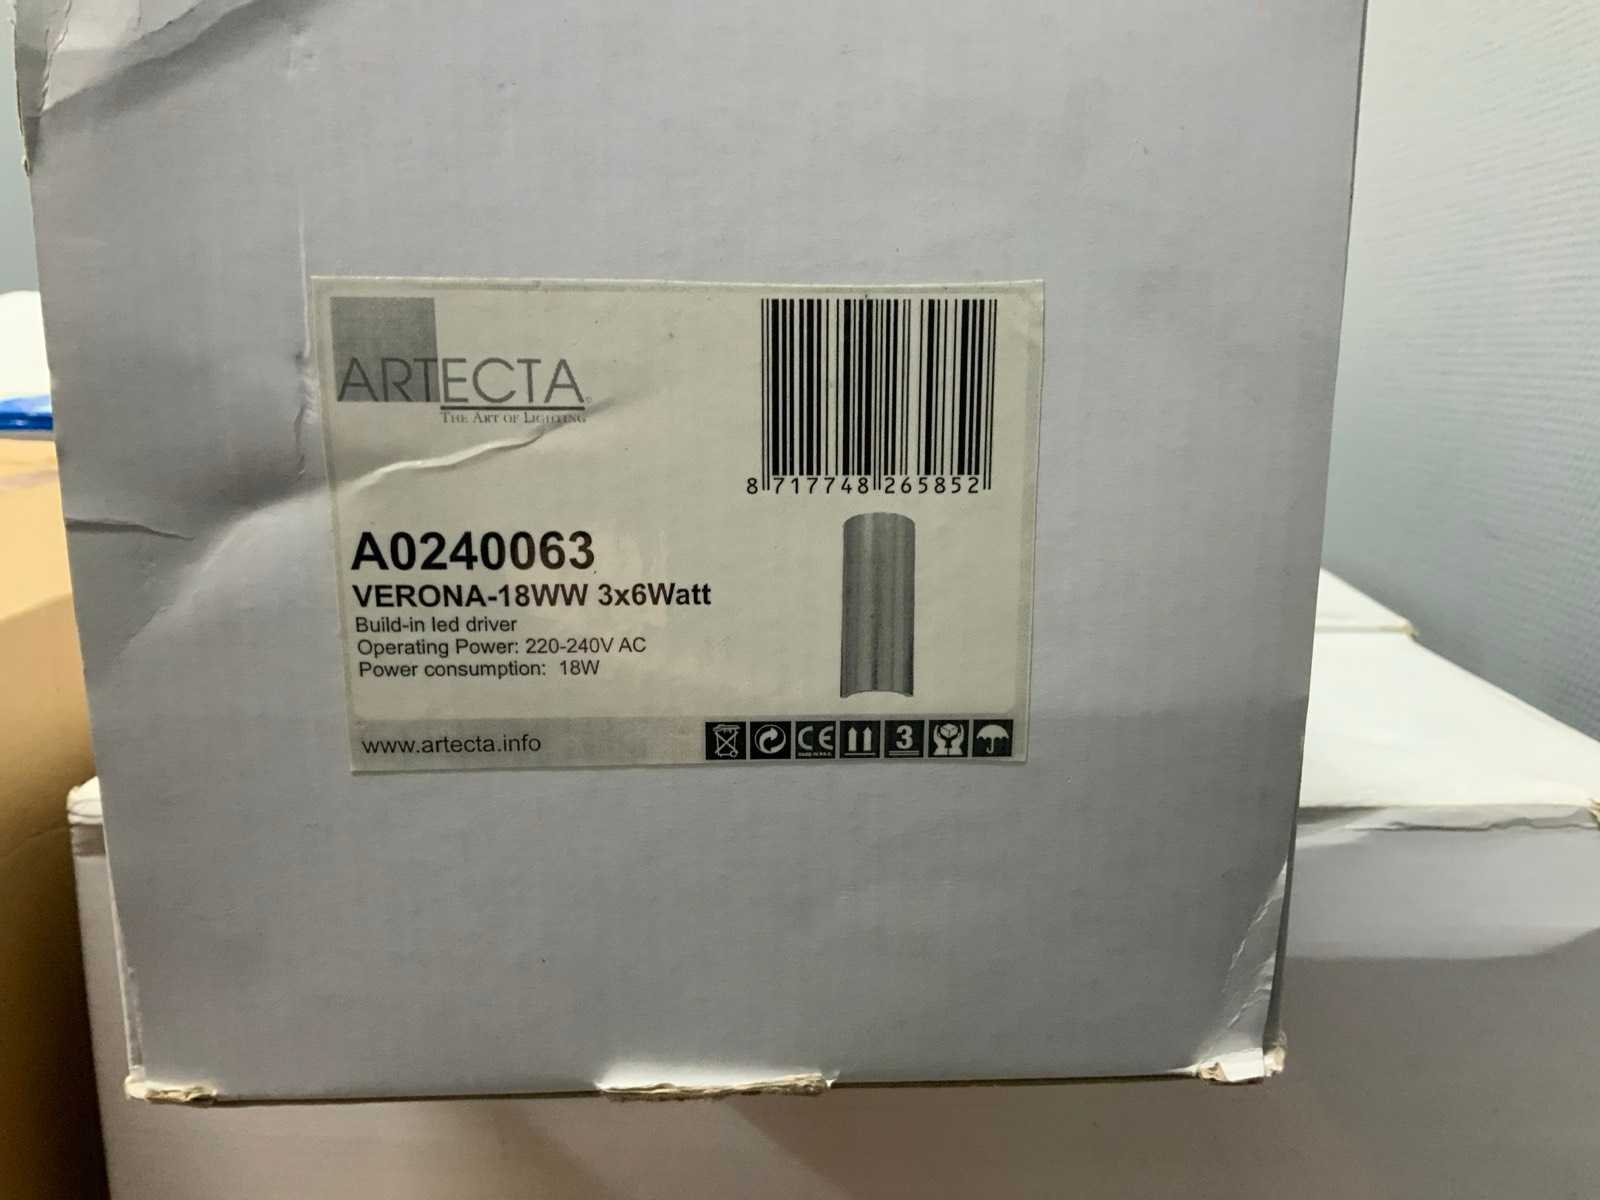 ARTECTA
THE ART OF LIGHTING
8 717748 265852
A0240063
VERONA-18WW 3x6Watt
Build-in led driver
Operating Power: 220-240V AC
Power consumption: 18W
www.artecta.info
CE
3